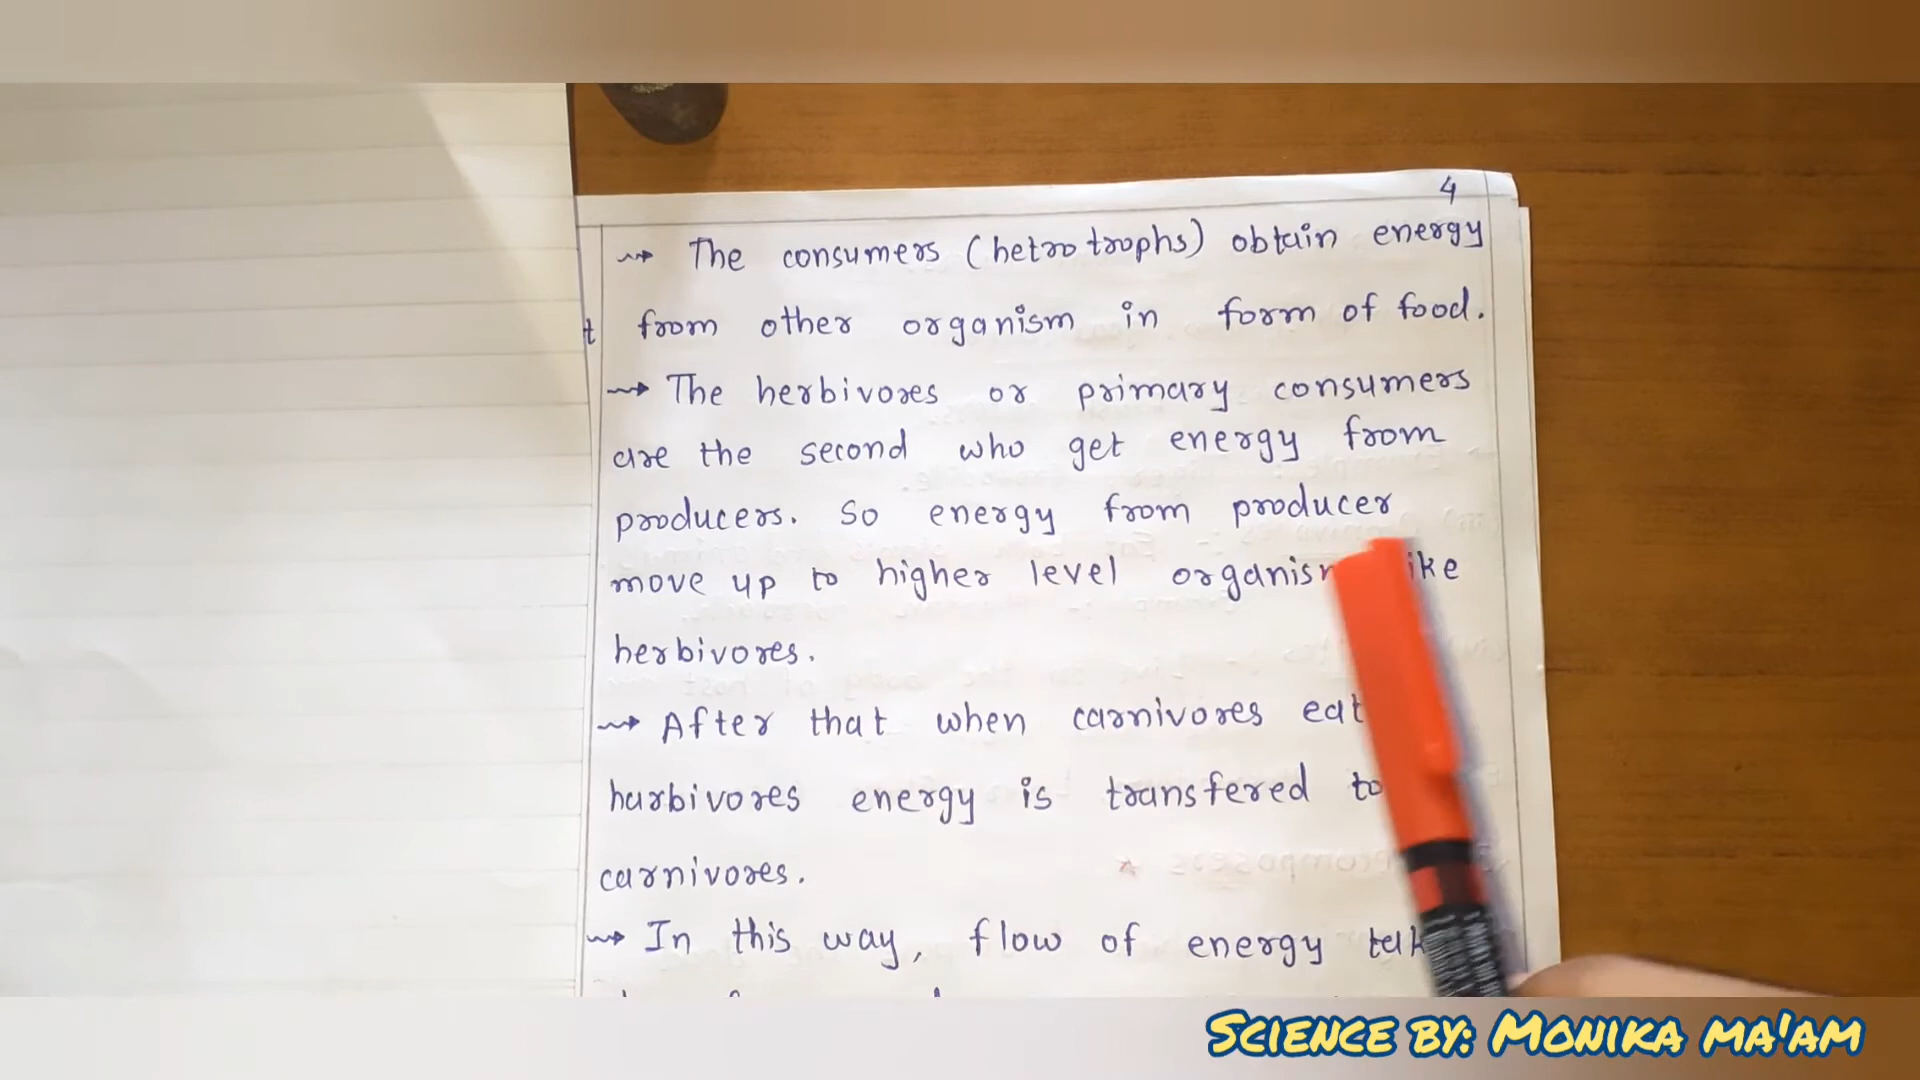 4
⇝ The consumers (hetrotrophs) obtain energy
t from other organism in form of food.
⇝ The herbivores or primary consumers
are the second who get energy from
producers. So energy from producer
move up to higher level
herbivores.
⇝ After that when carnivores eat
harbivores energy is transfered to
carnivores.
⇝ In this way, flow of energy
Science by: Monika ma'am